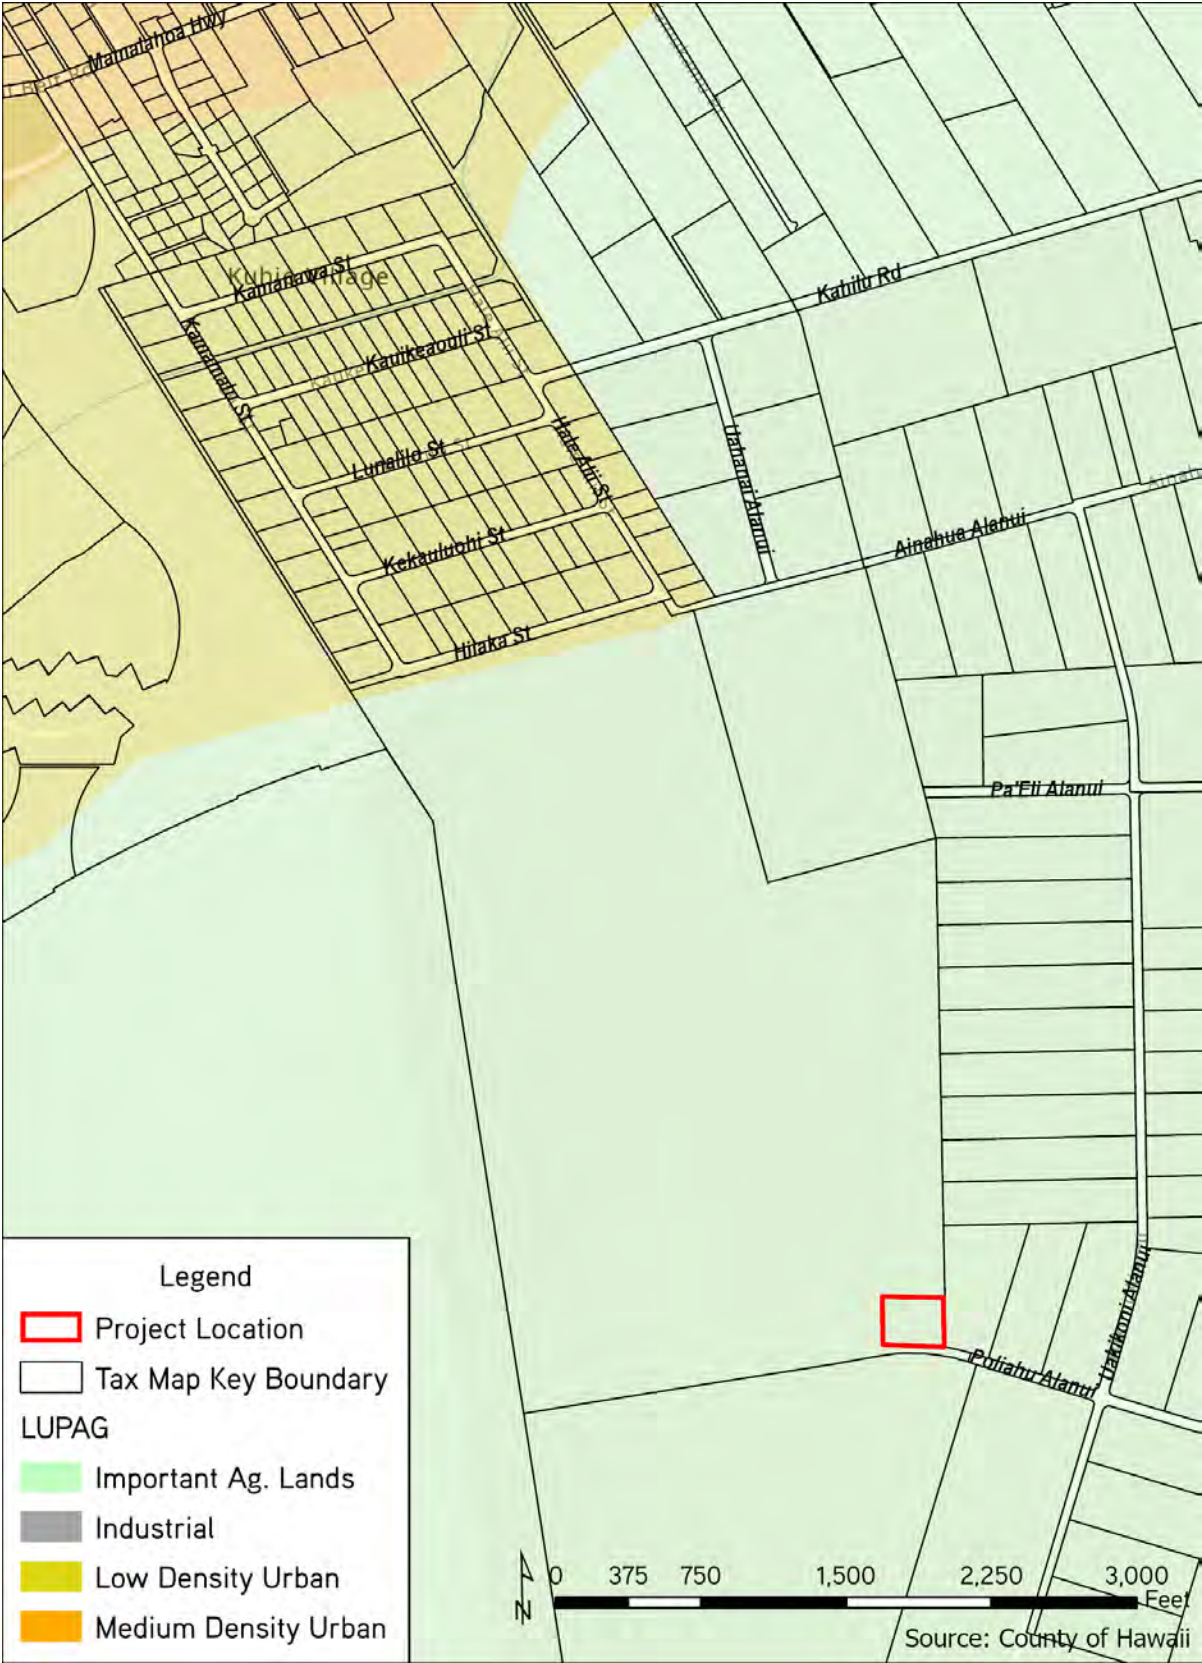 Mamalahoa Hwy
Kuhio Village
Kamanawa St
Kahilu Rd
Kamamalu St
Kauikeaouli St
Hale Alii St
Lunalilo St
Uahanai Alanui
Kekauluohi St
Ainahua Alanui
Hilaka St
Pa'Eli Alanui
Uakikoni Alanui
Poliahu Alanui
Legend
Project Location
Tax Map Key Boundary
LUPAG
Important Ag. Lands
Industrial
Low Density Urban
Medium Density Urban
N
0 375 750 1,500 2,250 3,000
Feet
Source: County of Hawaii